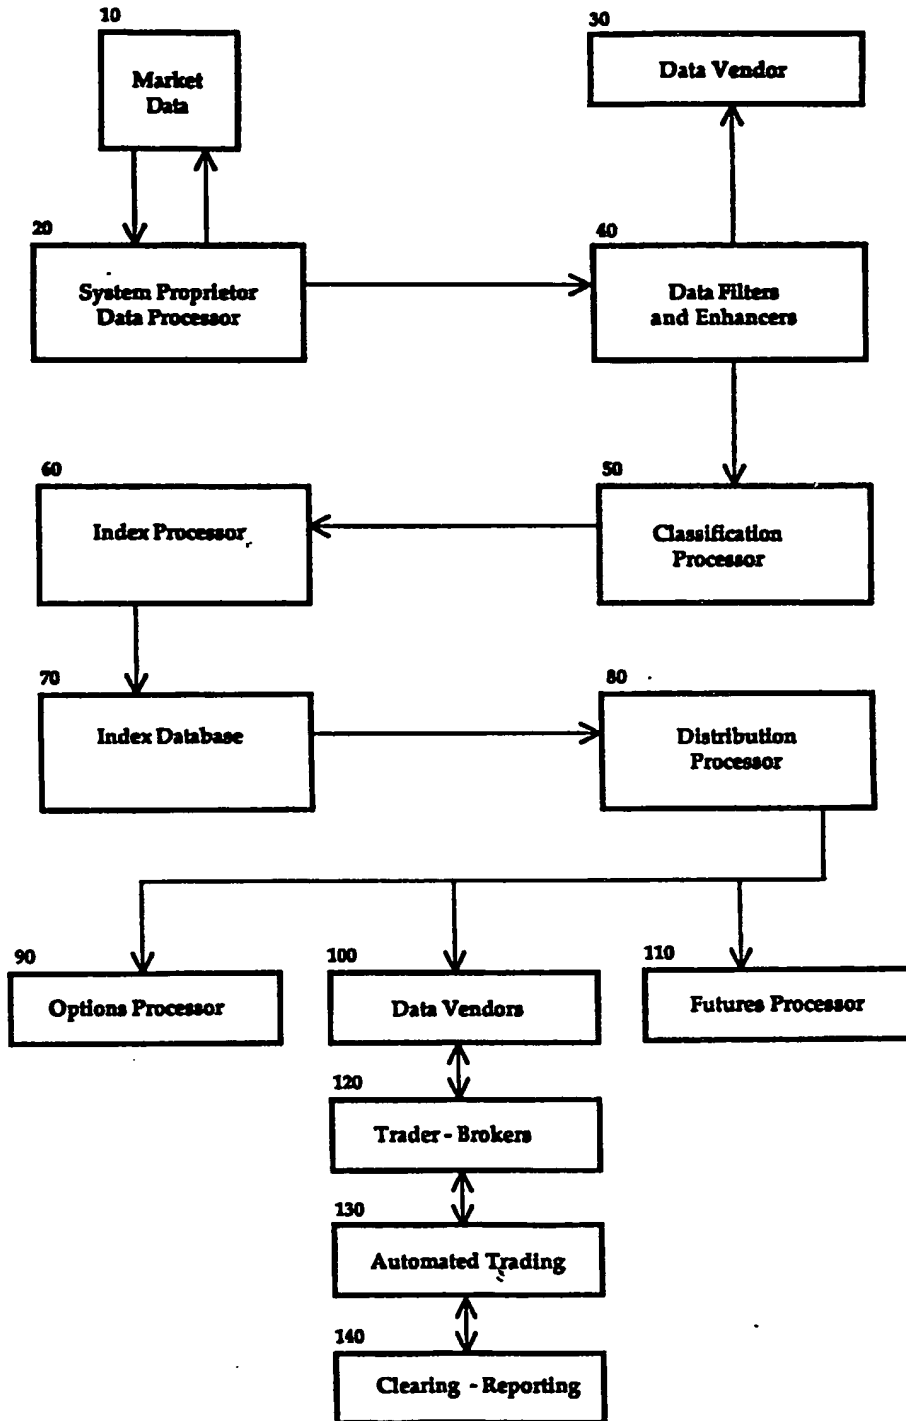 10
Market
Data
30
Data Vendor
20
System Proprietor
Data Processor
40
Data Filters
and Enhancers
60
Index Processor
50
Classification
Processor
70
Index Database
80
Distribution
Processor
90
Options Processor
100
Data Vendors
110
Futures Processor
120
Trader - Brokers
130
Automated Trading
140
Clearing - Reporting